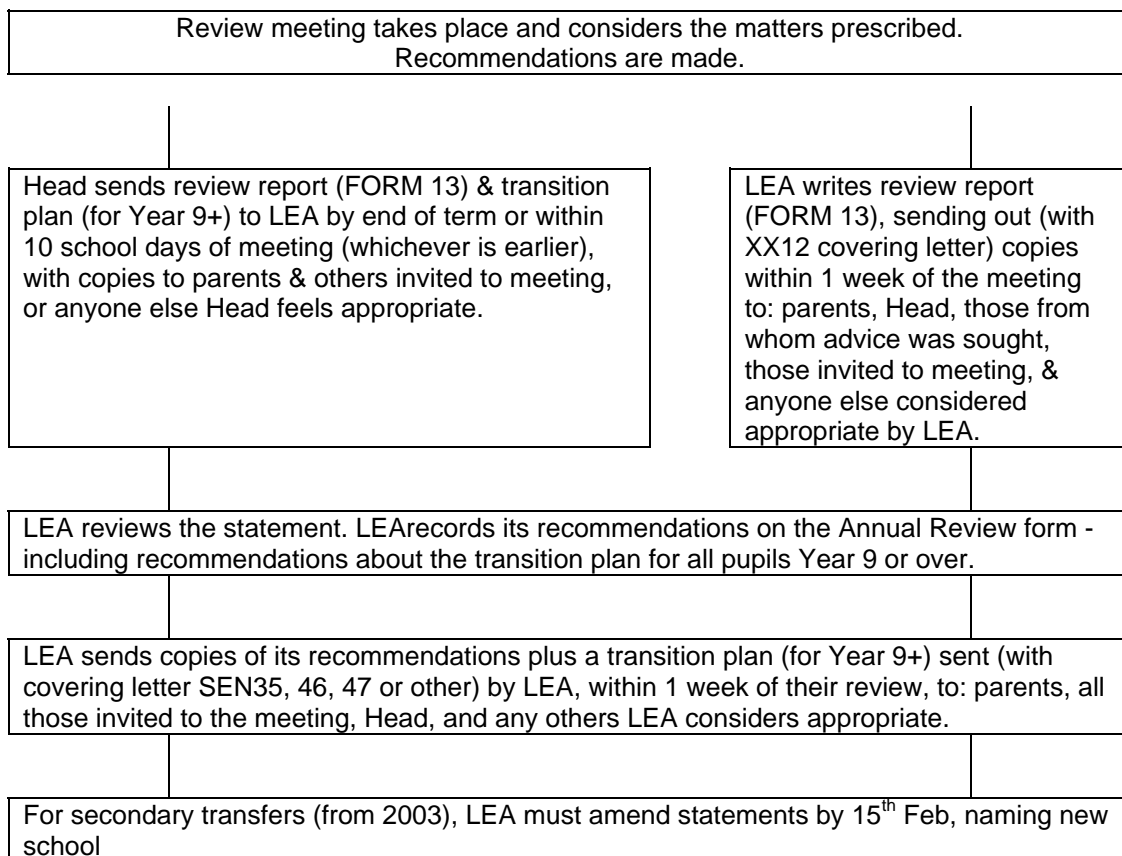 Review meeting takes place and considers the matters prescribed.
Recommendations are made.
Head sends review report (FORM 13) & transition
plan (for Year 9+) to LEA by end of term or within
10 school days of meeting (whichever is earlier),
with copies to parents & others invited to meeting,
or anyone else Head feels appropriate.
LEA writes review report
(FORM 13), sending out (with
XX12 covering letter) copies
within 1 week of the meeting
to: parents, Head, those from
whom advice was sought,
those invited to meeting, &
anyone else considered
appropriate by LEA.
LEA reviews the statement. LEArecords its recommendations on the Annual Review form -
including recommendations about the transition plan for all pupils Year 9 or over.
LEA sends copies of its recommendations plus a transition plan (for Year 9+) sent (with
covering letter SEN35, 46, 47 or other) by LEA, within 1 week of their review, to: parents, all
those invited to the meeting, Head, and any others LEA considers appropriate.
For secondary transfers (from 2003), LEA must amend statements by 15th Feb, naming new
school